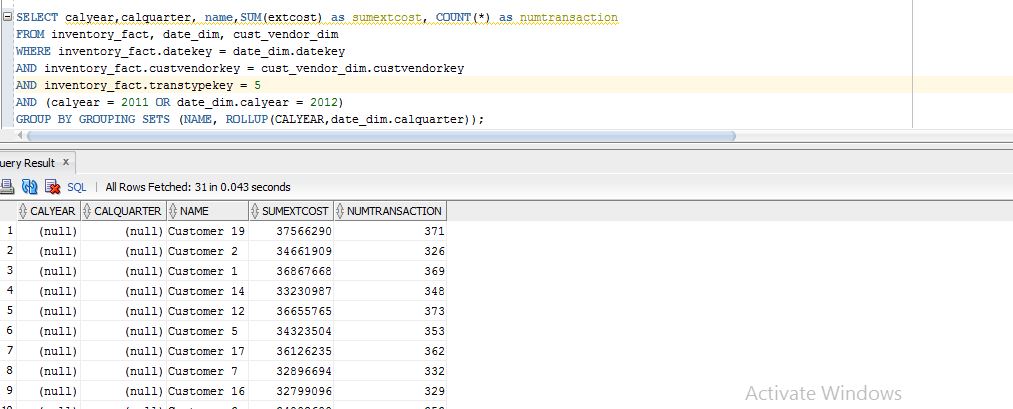 SELECT calyear,calquarter, name,SUM(extcost) as sumextcost, COUNT(*) as numtransaction
FROM inventory_fact, date_dim, cust_vendor_dim
WHERE inventory_fact.datekey = date_dim.datekey
AND inventory_fact.custvendorkey = cust_vendor_dim.custvendorkey
AND inventory_fact.transtypekey = 5
AND (calyear = 2011 OR date_dim.calyear = 2012)
GROUP BY GROUPING SETS (NAME, ROLLUP(CALYEAR,date_dim.calquarter));
uery Result x
SQL | All Rows Fetched: 31 in 0.043 seconds
CALYEAR CALQUARTER NAME SUMEXTCOST NUMTRANSACTION
1 (null) (null) Customer 19 37566290 371
2 (null) (null) Customer 2 34661909 326
3 (null) (null) Customer 1 36867668 369
4 (null) (null) Customer 14 33230987 348
5 (null) (null) Customer 12 36655765 373
6 (null) (null) Customer 5 34323504 353
7 (null) (null) Customer 17 36126235 362
8 (null) (null) Customer 7 32896694 332
9 (null) (null) Customer 16 32799096 329
Activate Windows